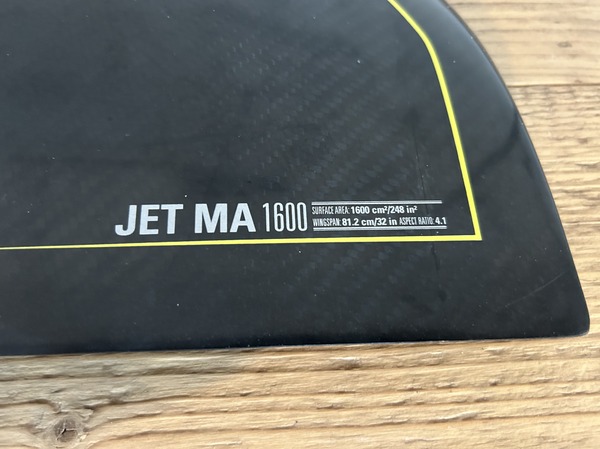 JET MA 1600
SURFACE AREA: 1600 cm²/248 in²
WINGSPAN: 81.2 cm/32 in ASPECT RATIO: 4.1